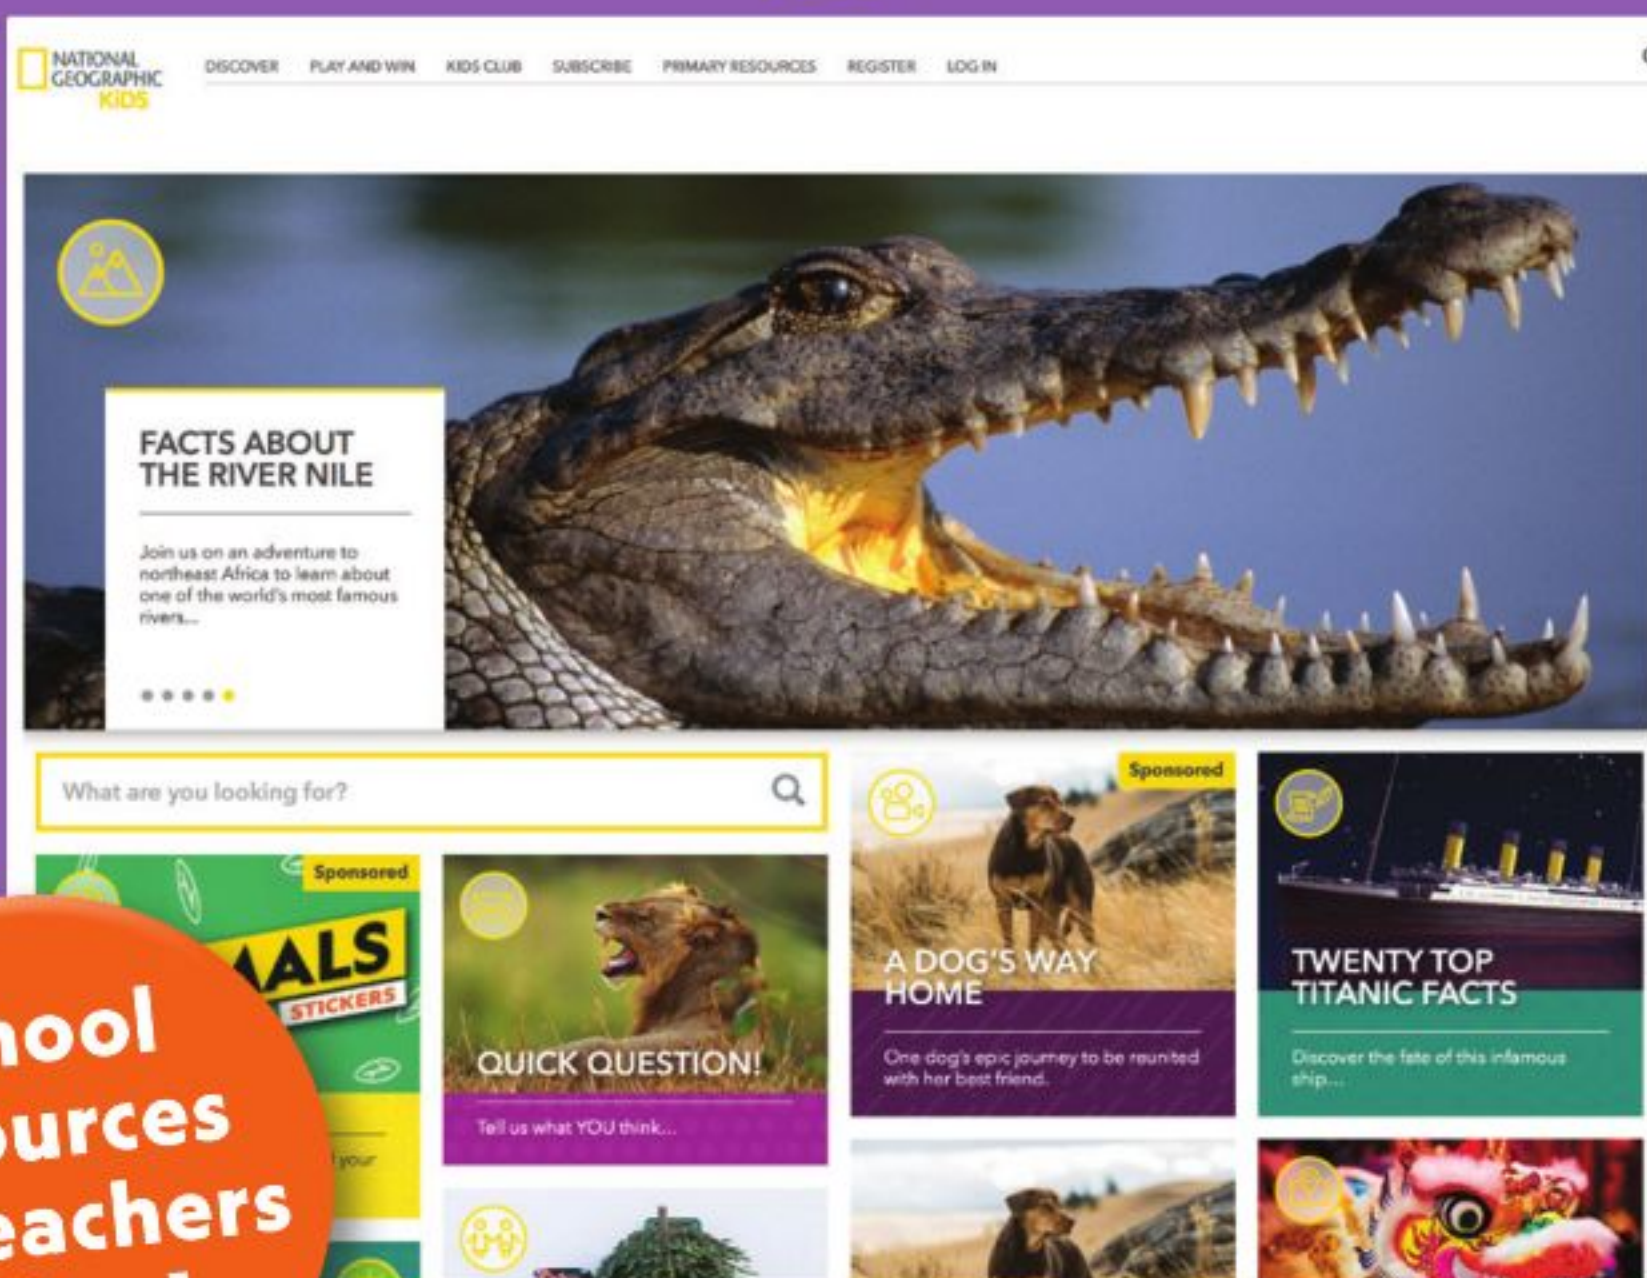 NATIONAL
GEOGRAPHIC
KiDS
DISCOVER PLAY AND WIN KIDS CLUB SUBSCRIBE PRIMARY RESOURCES REGISTER LOG IN
FACTS ABOUT
THE RIVER NILE
Join us on an adventure to
northeast Africa to learn about
one of the world's most famous
rivers...
What are you looking for?
Sponsored
STICKERS
your
QUICK QUESTION!
Tell us what YOU think...
Sponsored
A DOG'S WAY
HOME
One dog's epic journey to be reunited
with her best friend.
TWENTY TOP
TITANIC FACTS
Discover the fate of this infamous
ship...